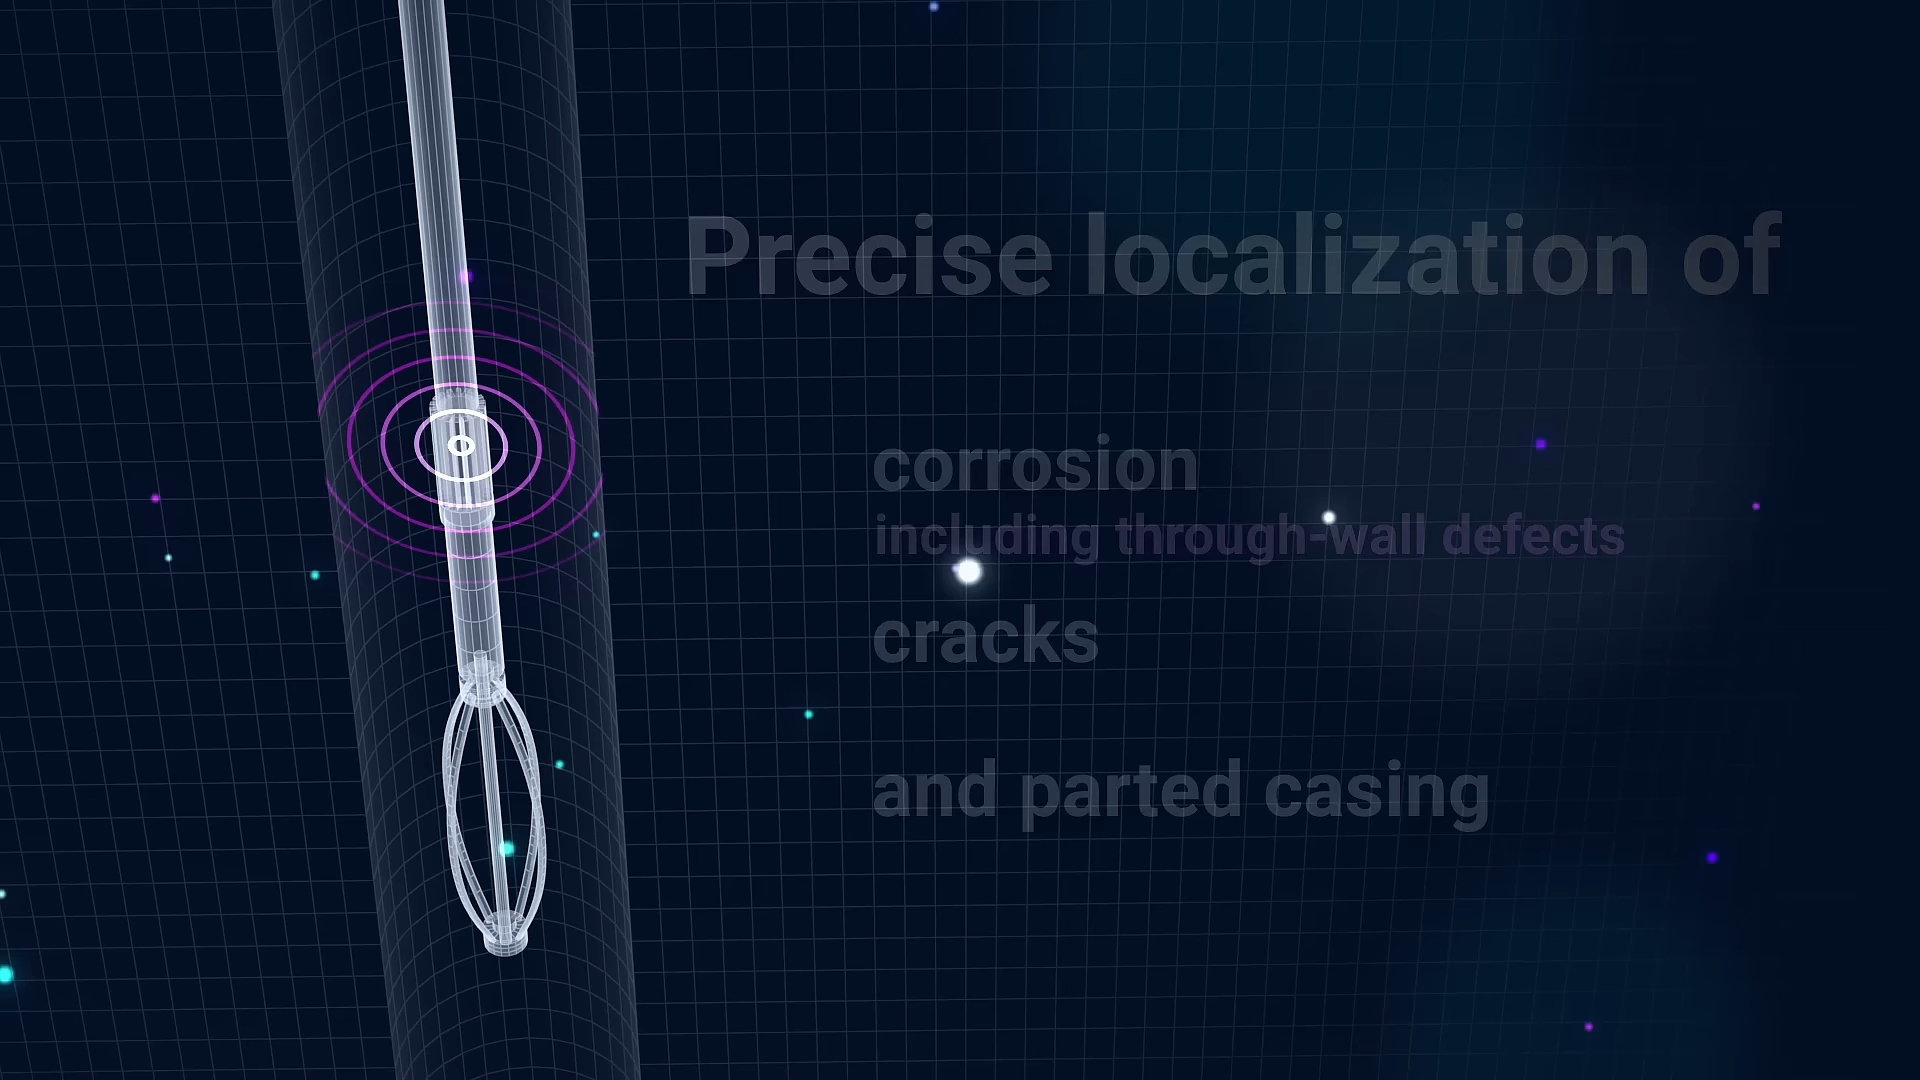 Precise localization of
corrosion
including through-wall defects
cracks
and parted casing